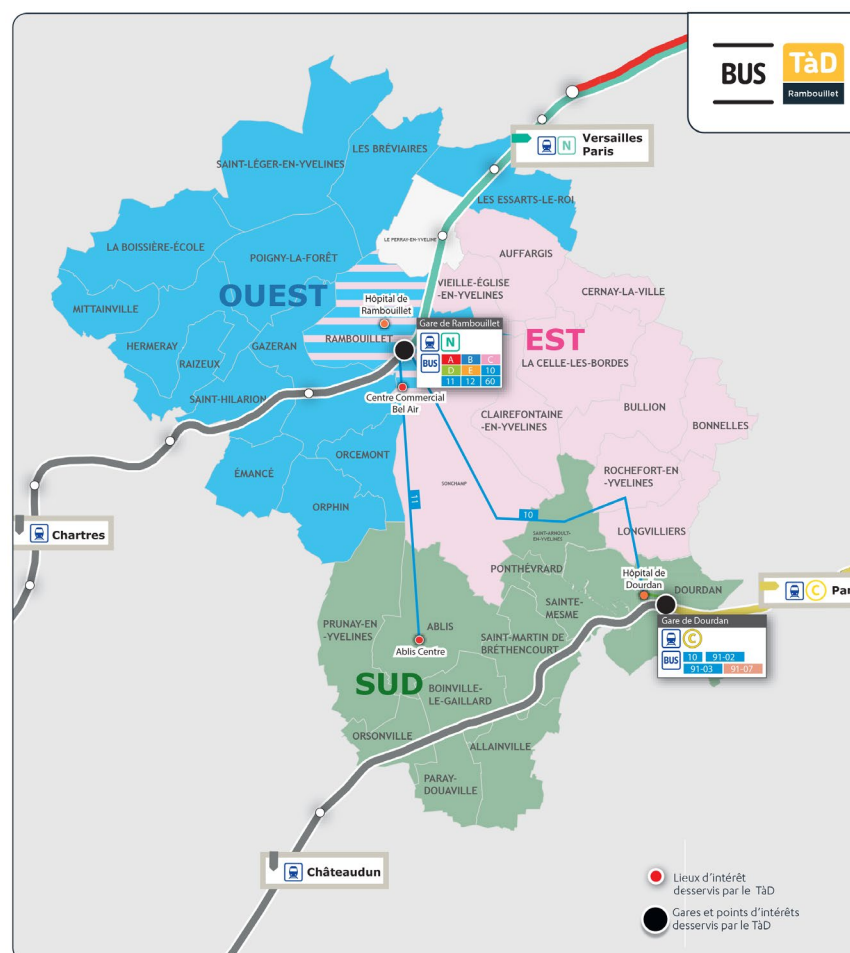 BUS
TàD
Rambouillet
N
Versailles
Paris
LES BRÉVIAIRES
SAINT-LÉGER-EN-YVELINES
LES ESSARTS-LE-ROI
LE PERRAY-EN-YVELINE
LA BOISSIÈRE-ÉCOLE
POIGNY-LA-FORÊT
AUFFARGIS
VIEILLE-ÉGLISE
-EN-YVELINES
CERNAY-LA-VILLE
OUEST
MITTAINVILLE
Hôpital de
Rambouillet
HERMERAY
GAZERAN
RAMBOUILLET
Gare de Rambouillet
N
BUS
A
B
C
D
E
10
11
12
60
EST
RAIZEUX
LA CELLE-LES-BORDES
SAINT-HILARION
Centre Commercial
Bel Air
CLAIREFONTAINE
-EN-YVELINES
BULLION
BONNELLES
ORCEMONT
ÉMANCÉ
ORPHIN
SONCHAMP
ROCHEFORT-EN
-YVELINES
11
10
Chartres
SAINT-ARNOULT-
EN-YVELINES
LONGVILLIERS
PONTHÉVRARD
Hôpital de
Dourdan
DOURDAN
C
Par
SAINTE-
MESME
PRUNAY-EN
-YVELINES
ABLIS
Ablis Centre
SAINT-MARTIN DE
BRÉTHENCOURT
Gare de Dourdan
C
BUS
10
91-02
91-03
91-07
SUD
BOINVILLE-
LE-GAILLARD
ORSONVILLE
ALLAINVILLE
PARAY-
DOUAVILLE
Châteaudun
Lieux d'intérêt
desservis par le TàD
Gares et points d'intérêts
desservis par le TàD